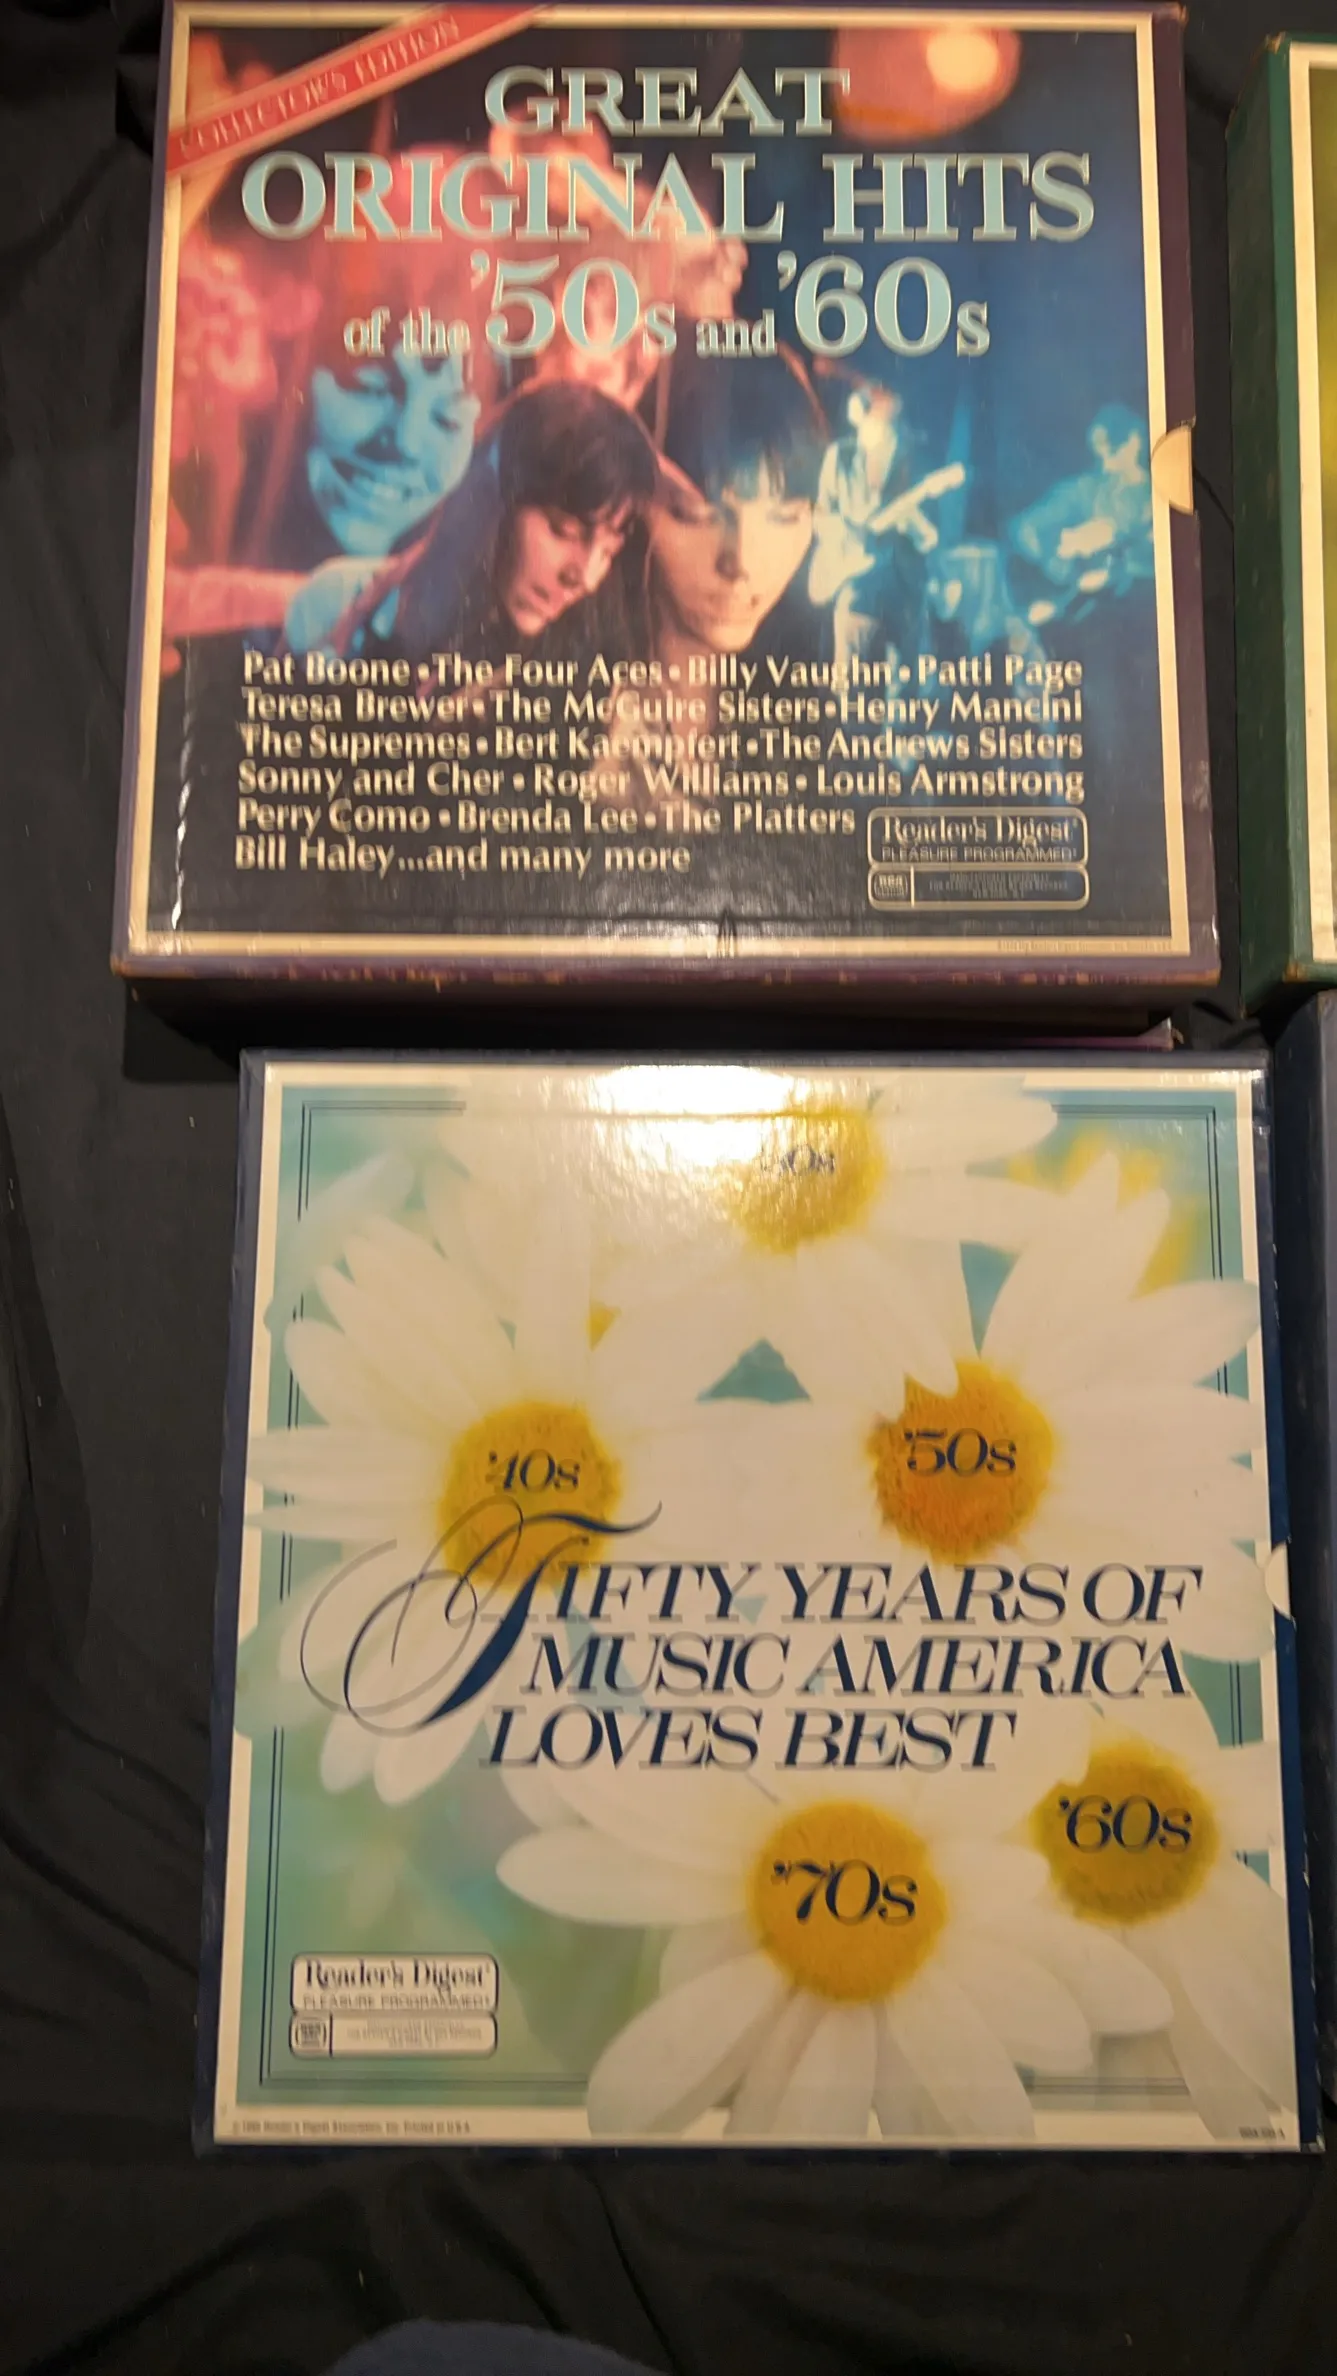 COLLECTOR'S EDITION
GREAT
ORIGINAL HITS
of the '50s and '60s
Pat Boone • The Four Aces • Billy Vaughn • Patti Page
Teresa Brewer • The McGuire Sisters • Henry Mancini
The Supremes • Bert Kaempfert • The Andrews Sisters
Sonny and Cher • Roger Williams • Louis Armstrong
Perry Como • Brenda Lee • The Platters
Bill Haley...and many more
Reader's Digest
PLEASURE PROGRAMMED
'40s
'50s
FIFTY YEARS OF
MUSIC AMERICA
LOVES BEST
'60s
'70s
Reader's Digest
PLEASURE PROGRAMMED